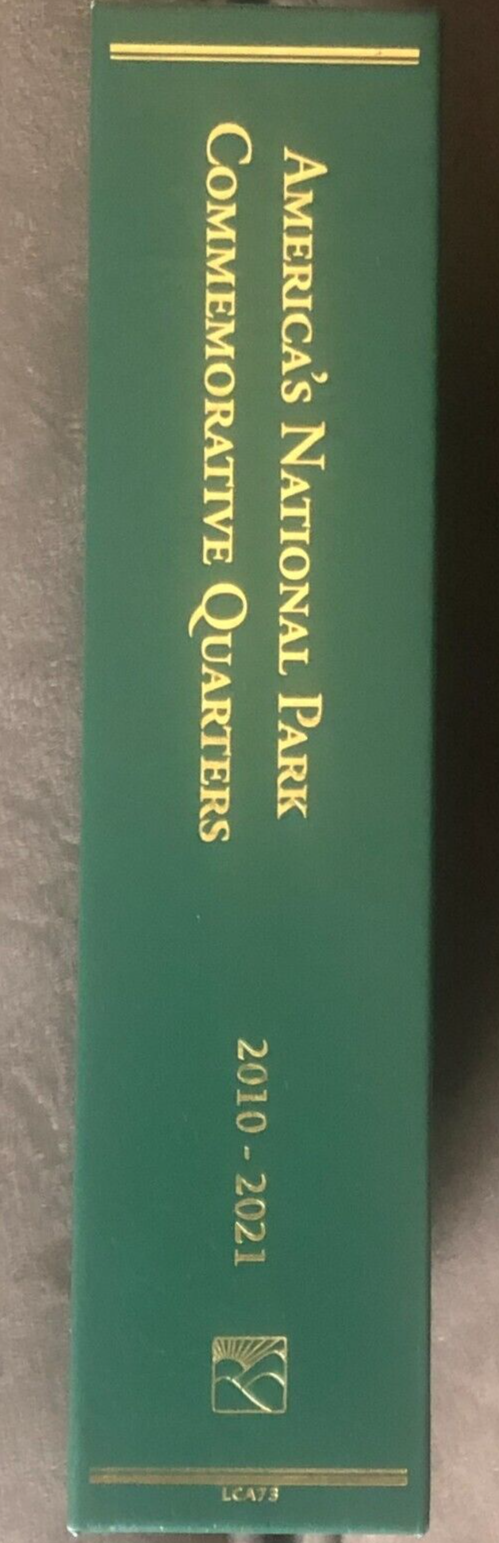 AMERICA'S NATIONAL PARK
COMMEMORATIVE QUARTERS
2010 - 2021
LCA73